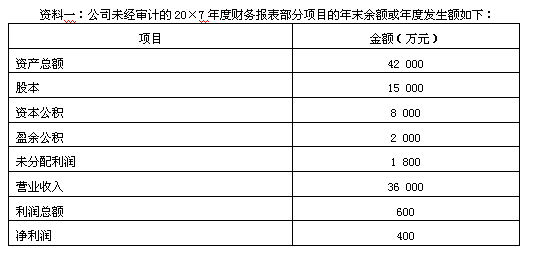 资料一:公司未经审计的20×7年度财务报表部分项目的年末余额或年度发生额如下:
项目 金额(万元)
资产总额 42 000
股本 15 000
资本公积 8 000
盈余公积 2 000
未分配利润 1 800
营业收入 36 000
利润总额 600
净利润 400